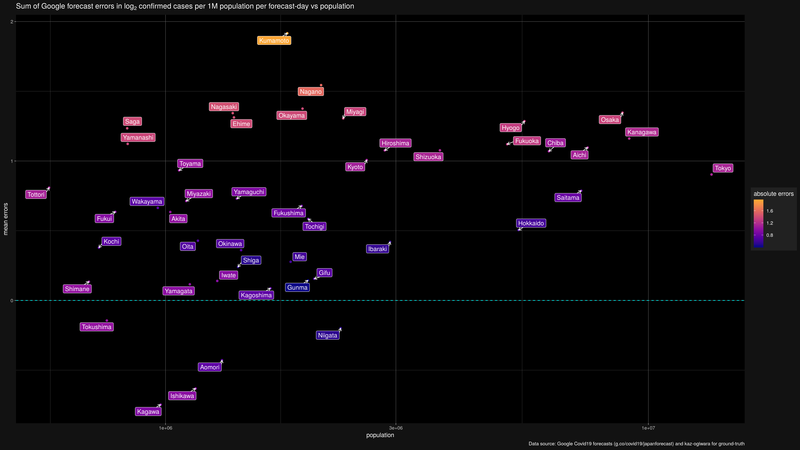 Sum of Google forecast errors in log2 confirmed cases per 1M population per forecast-day vs population
2
Kumamoto
Nagano
Nagasaki
Okayama
Miyagi
Saga
Ehime
Hyogo
Osaka
Yamanashi
Kanagawa
Hiroshima
Fukuoka
Chiba
absolute errors
1
Toyama
Kyoto
Shizuoka
Aichi
Tokyo
1.6
1.2
0.8
Tottori
Wakayama
Miyazaki
Yamaguchi
Saitama
mean errors
Fukui
Akita
Fukushima
Tochigi
Hokkaido
Kochi
Oita
Okinawa
Ibaraki
Shiga
Mie
Iwate
Gifu
Shimane
Yamagata
Kagoshima
Gunma
0
Tokushima
Niigata
Aomori
Ishikawa
Kagawa
1e+06
3e+06
1e+07
population
Data source: Google Covid19 forecasts (g.co/covid19/japanforecast) and kaz-ogiwara for ground-truth